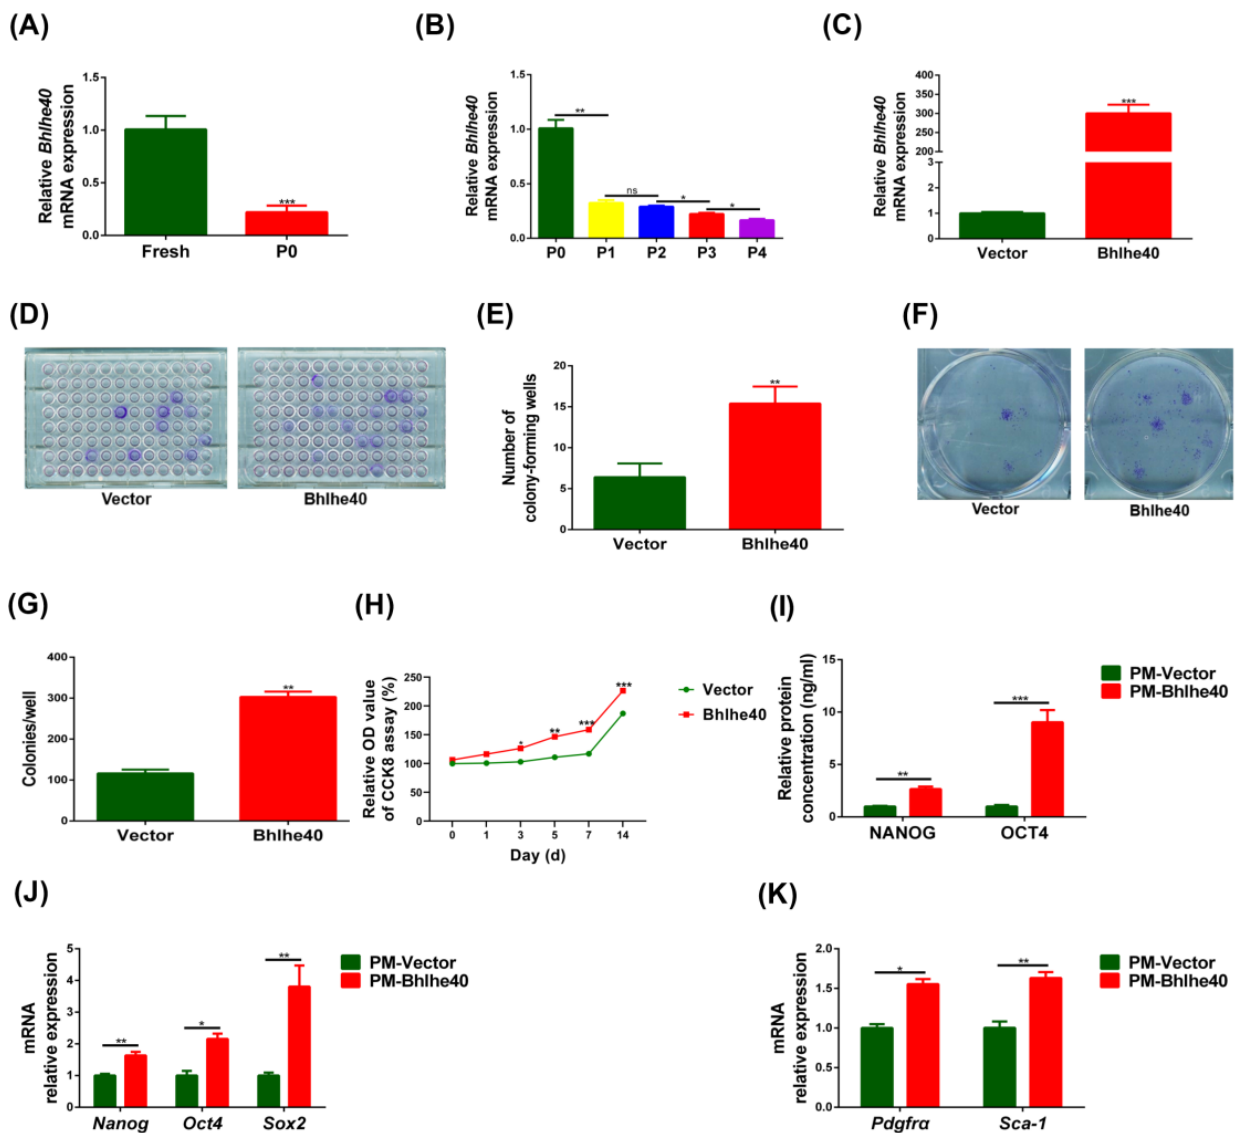 (A)
Relative Bhlhe40
mRNA expression
1.5
1.0
0.5
0.0
***
Fresh
P0
(B)
Relative Bhlhe40
mRNA expression
1.5
1.0
0.5
0.0
**
ns
*
*
P0
P1
P2
P3
P4
(C)
Relative Bhlhe40
mRNA expression
400
350
300
250
200
3
2
1
0
***
Vector
Bhlhe40
(D)
Vector
Bhlhe40
(E)
Number of
colony-forming wells
20
15
10
5
0
**
Vector
Bhlhe40
(F)
Vector
Bhlhe40
(G)
Colonies/well
400
300
200
100
0
**
Vector
Bhlhe40
(H)
Relative OD value
of CCK8 assay (%)
250
200
150
100
50
0
*
**
***
***
0
1
3
5
7
14
Day (d)
Vector
Bhlhe40
(I)
Relative protein
concentration (ng/ml)
15
10
5
0
**
***
NANOG
OCT4
PM-Vector
PM-Bhlhe40
(J)
mRNA
relative expression
5
4
3
2
1
0
**
*
**
Nanog
Oct4
Sox2
PM-Vector
PM-Bhlhe40
(K)
mRNA
relative expression
2.0
1.5
1.0
0.5
0.0
*
**
Pdgfrα
Sca-1
PM-Vector
PM-Bhlhe40